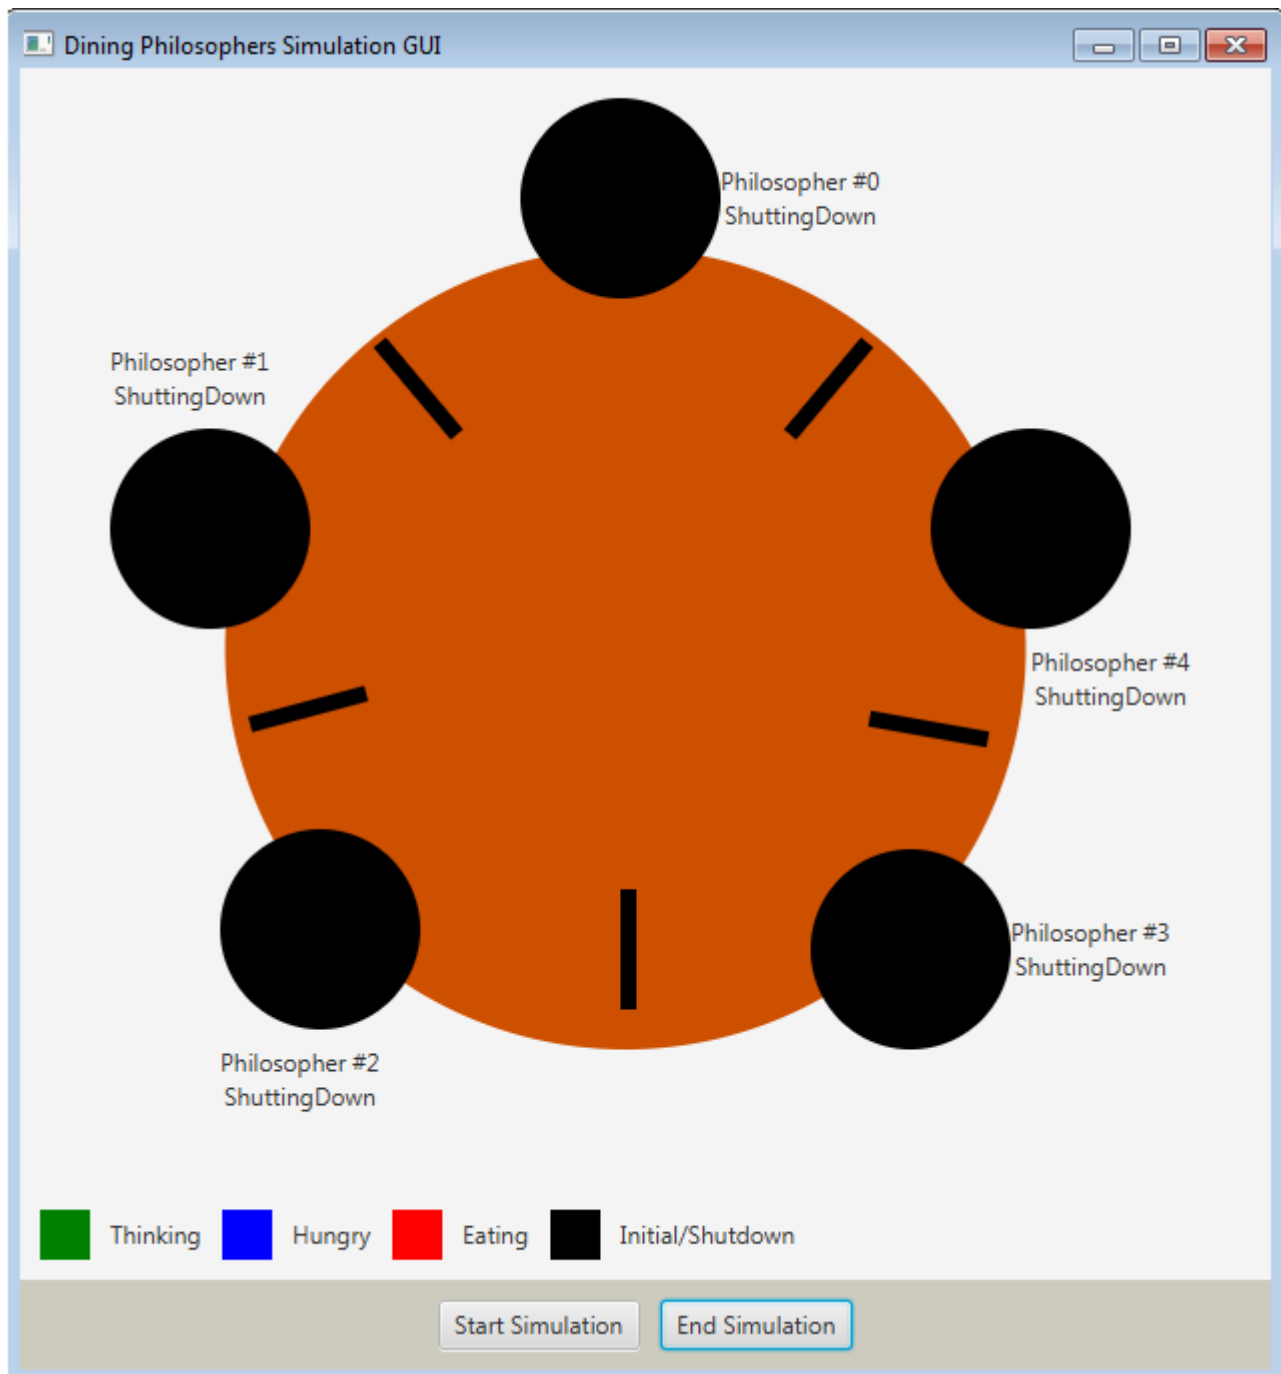 Dining Philosophers Simulation GUI
Philosopher #0
ShuttingDown
Philosopher #1
ShuttingDown
Philosopher #4
ShuttingDown
Philosopher #3
ShuttingDown
Philosopher #2
ShuttingDown
Thinking Hungry Eating Initial/Shutdown
Start Simulation End Simulation